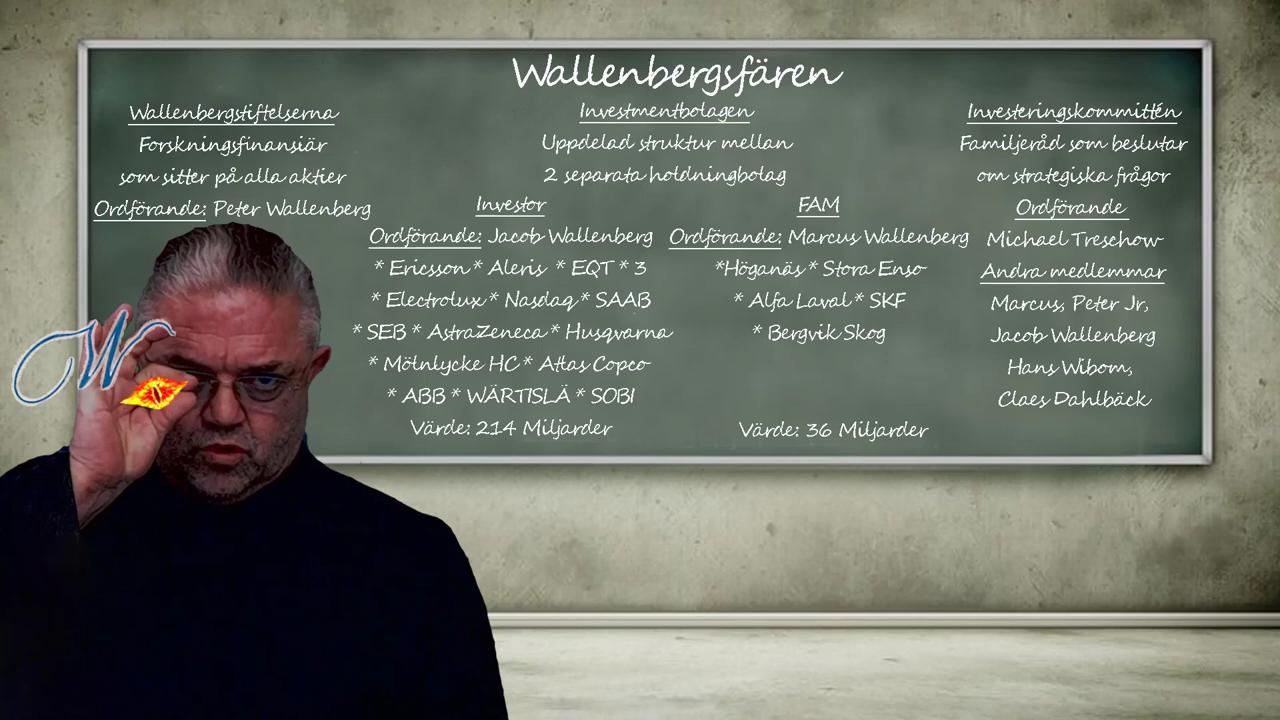 Wallenbergsfären
Wallenbergstiftelserna
Forskningsfinansiär
som sitter på alla aktier
Ordförande: Peter Wallenberg
Investmentbolagen
Uppdelad struktur mellan
2 separata holdningbolag
Investor
Ordförande: Jacob Wallenberg
* Ericsson * Aleris * EQT * 3
* Electrolux * Nasdaq * SAAB
* SEB * AstraZeneca * Husqvarna
* Mölnlycke HC * Atlas Copco
* ABB * WÄRTISLÄ * SOBI
Värde: 214 Miljarder
FAM
Ordförande: Marcus Wallenberg
*Höganäs * Stora Enso
* Alfa Laval * SKF
* Bergvik Skog
Värde: 36 Miljarder
Investeringskommittén
Familjeråd som beslutar
om strategiska frågor
Ordförande
Michael Treschow
Andra medlemmar
Marcus, Peter Jr,
Jacob Wallenberg
Hans Wibom,
Claes Dahlbäck
W